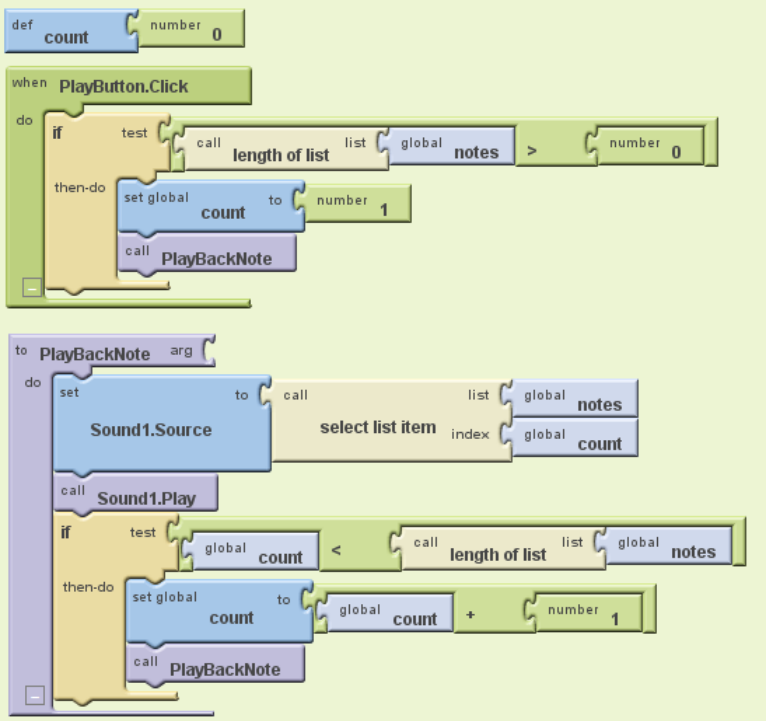 def count number 0
when PlayButton.Click
do if test call length of list list global notes > number 0
then-do set global count to number 1
call PlayBackNote
to PlayBackNote arg
do set Sound1.Source to call select list item list global notes
index global count
call Sound1.Play
if test global count < call length of list list global notes
then-do set global count to global count + number 1
call PlayBackNote